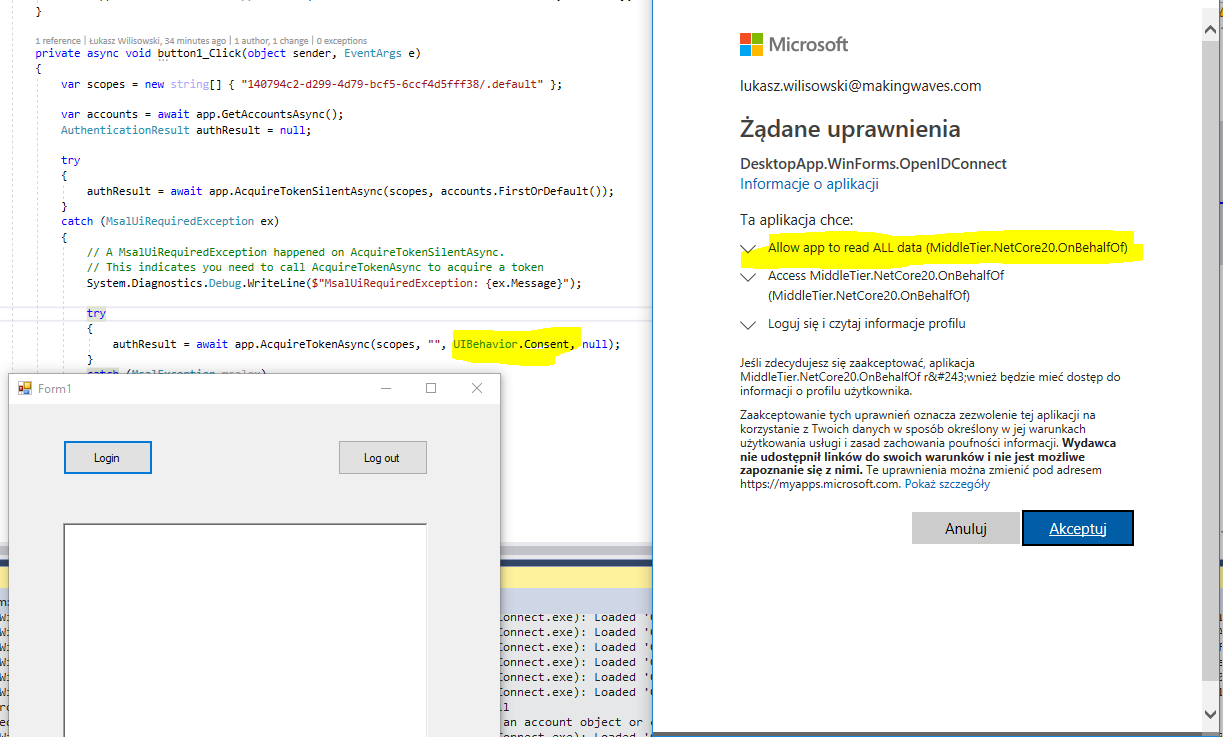 }
1 reference | Łukasz Wilisowski, 34 minutes ago | 1 author, 1 change | 0 exceptions
private async void button1_Click(object sender, EventArgs e)
{
var scopes = new string[] { "140794c2-d299-4d79-bcf5-6ccf4d5fff38/.default" };
var accounts = await app.GetAccountsAsync();
AuthenticationResult authResult = null;
try
{
authResult = await app.AcquireTokenSilentAsync(scopes, accounts.FirstOrDefault());
}
catch (MsalUiRequiredException ex)
{
// A MsalUiRequiredException happened on AcquireTokenSilentAsync.
// This indicates you need to call AcquireTokenAsync to acquire a token
System.Diagnostics.Debug.WriteLine($"MsalUiRequiredException: {ex.Message}");
try
{
authResult = await app.AcquireTokenAsync(scopes, "", UIBehavior.Consent, null);
}
Form1
Login
Log out
onnect.exe): Loaded '
onnect.exe): Loaded '
onnect.exe): Loaded '
onnect.exe): Loaded '
onnect.exe): Loaded '
onnect.exe): Loaded '
ll
an account object or
onnect.exe): Loaded '
Microsoft
lukasz.wilisowski@makingwaves.com
Żądane uprawnienia
DesktopApp.WinForms.OpenIDConnect
Informacje o aplikacji
Ta aplikacja chce:
Allow app to read ALL data (MiddleTier.NetCore20.OnBehalfOf)
Access MiddleTier.NetCore20.OnBehalfOf
(MiddleTier.NetCore20.OnBehalfOf)
Loguj się i czytaj informacje profilu
Jeśli zdecydujesz się zaakceptować, aplikacja
MiddleTier.NetCore20.OnBehalfOf r&#243;wnież będzie mieć dostęp do
informacji o profilu użytkownika.
Zaakceptowanie tych uprawnień oznacza zezwolenie tej aplikacji na
korzystanie z Twoich danych w sposób określony w jej warunkach
użytkowania usługi i zasad zachowania poufności informacji. Wydawca
nie udostępnił linków do swoich warunków i nie jest możliwe
zapoznanie się z nimi. Te uprawnienia można zmienić pod adresem
https://myapps.microsoft.com. Pokaż szczegóły
Anuluj
Akceptuj